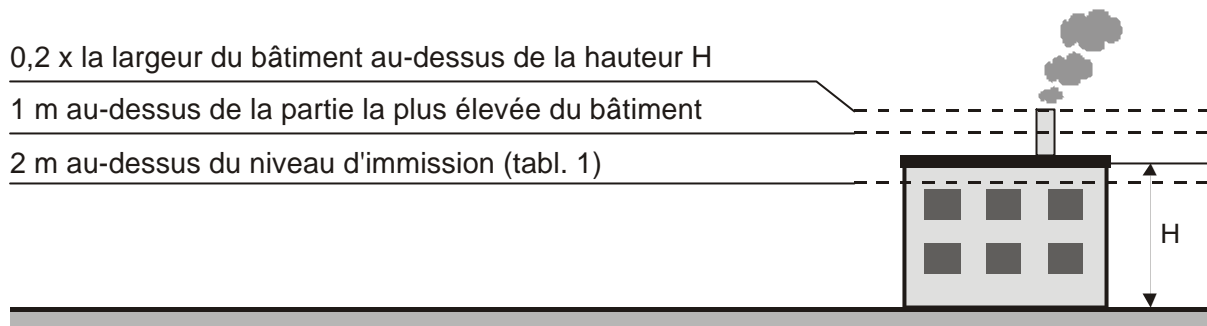 0,2 x la largeur du bâtiment au-dessus de la hauteur H
1 m au-dessus de la partie la plus élevée du bâtiment
2 m au-dessus du niveau d'immission (tabl. 1)
H